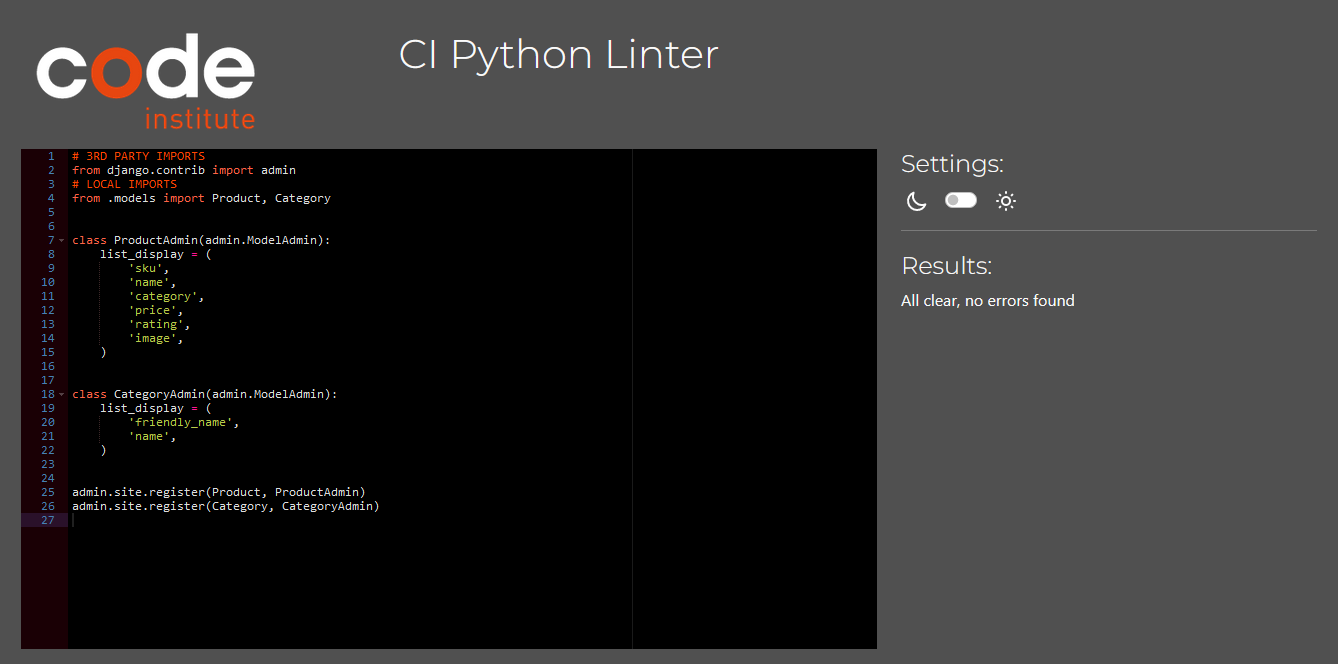 code
institute
CI Python Linter
1 # 3RD PARTY IMPORTS
2 from django.contrib import admin
3 # LOCAL IMPORTS
4 from .models import Product, Category
5
6
7 class ProductAdmin(admin.ModelAdmin):
8     list_display = (
9         'sku',
10         'name',
11         'category',
12         'price',
13         'rating',
14         'image',
15     )
16
17
18 class CategoryAdmin(admin.ModelAdmin):
19     list_display = (
20         'friendly_name',
21         'name',
22     )
23
24
25 admin.site.register(Product, ProductAdmin)
26 admin.site.register(Category, CategoryAdmin)
27
Settings:
Results:
All clear, no errors found